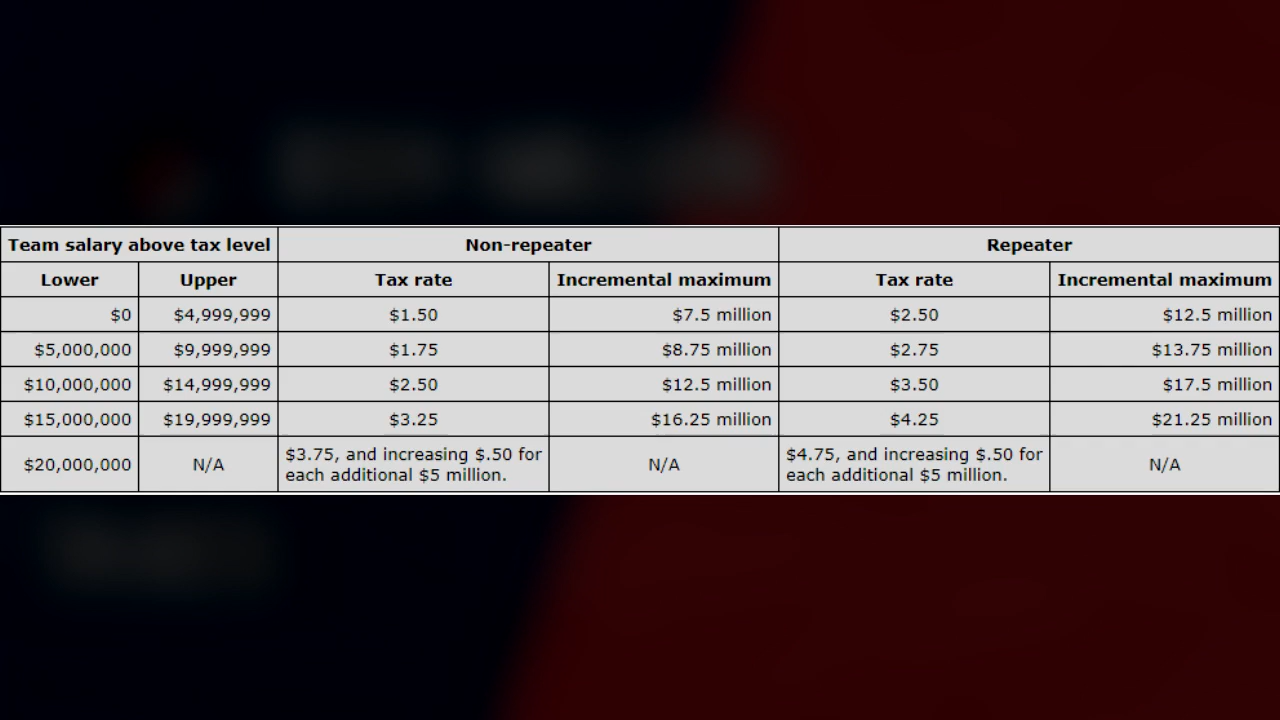 Team salary above tax level Non-repeater Repeater
Lower Upper Tax rate Incremental maximum Tax rate Incremental maximum
$0 $4,999,999 $1.50 $7.5 million $2.50 $12.5 million
$5,000,000 $9,999,999 $1.75 $8.75 million $2.75 $13.75 million
$10,000,000 $14,999,999 $2.50 $12.5 million $3.50 $17.5 million
$15,000,000 $19,999,999 $3.25 $16.25 million $4.25 $21.25 million
$20,000,000 N/A $3.75, and increasing $.50 for each additional $5 million. N/A $4.75, and increasing $.50 for each additional $5 million. N/A